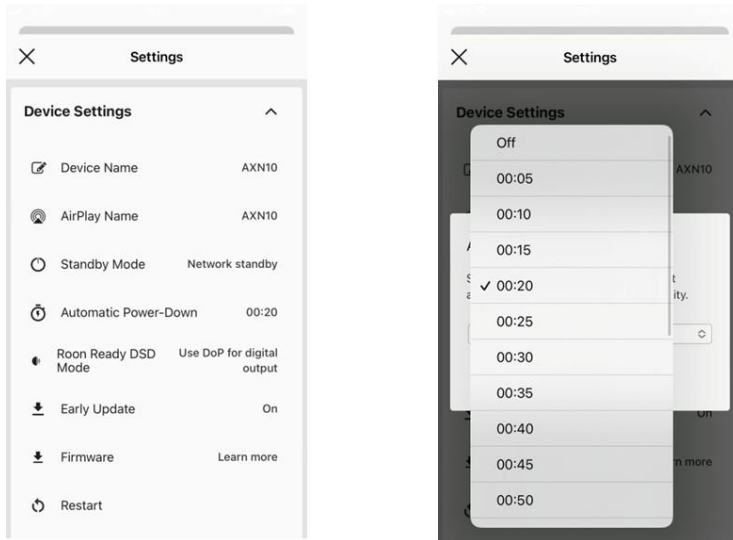 Settings
Device Settings
Device Name AXN10
AirPlay Name AXN10
Standby Mode Network standby
Automatic Power-Down 00:20
Roon Ready DSD Mode Use DoP for digital output
Early Update On
Firmware Learn more
Restart
Settings
Device Settings
AXN10
Off
00:05
00:10
00:15
00:20
00:25
00:30
00:35
00:40
00:45
00:50
ity.
On
n more